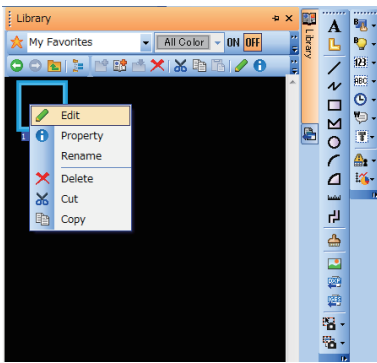 Library
My Favorites
All Color
ON OFF
1
Edit
Property
Rename
Delete
Cut
Copy
Library
A
L
123
ABC
T